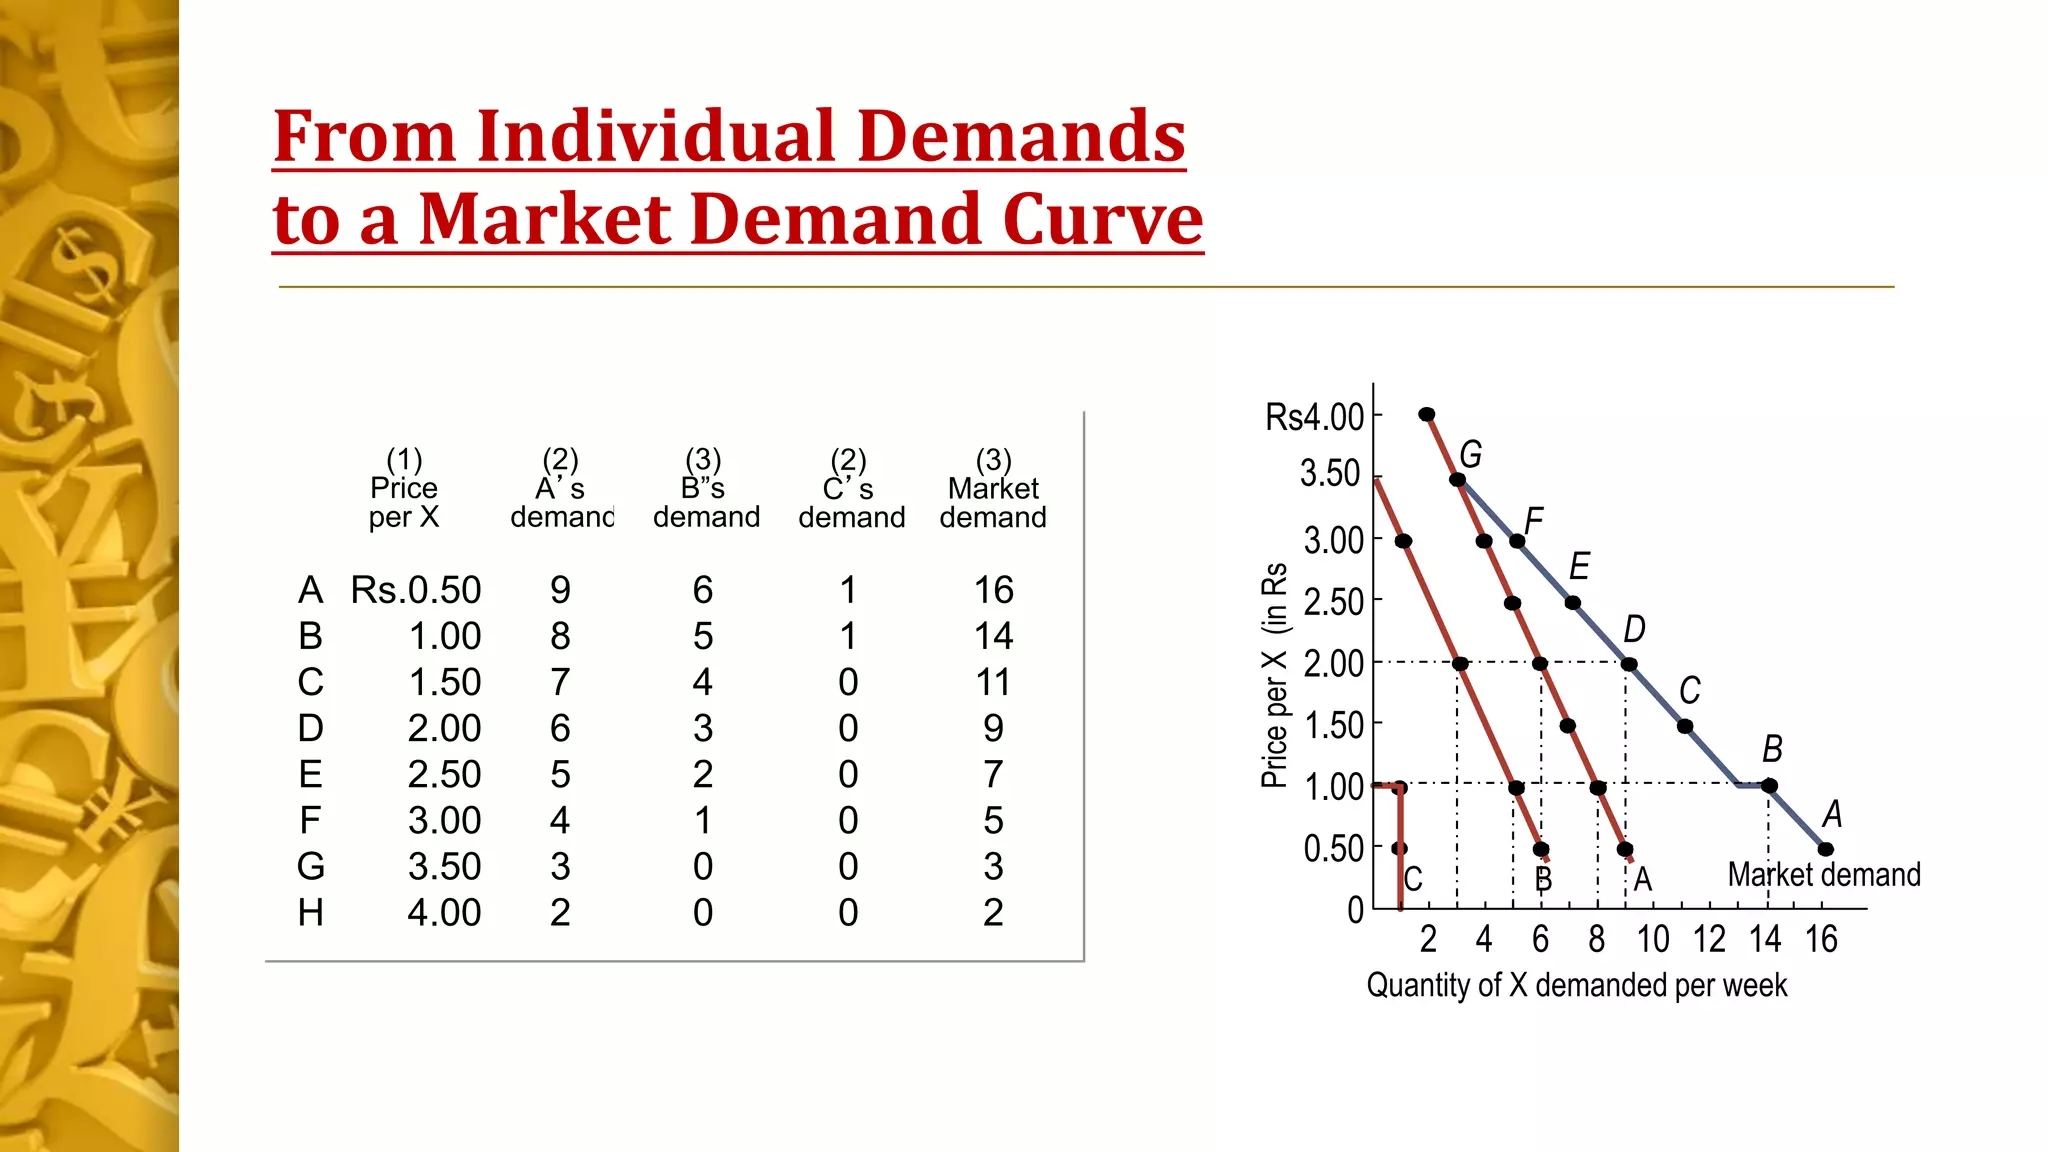 From Individual Demands
to a Market Demand Curve
(1) (2) (3) (2) (3)
Price A’s B”s C’s Market
per X demand demand demand demand
A Rs.0.50 9 6 1 16
B 1.00 8 5 1 14
C 1.50 7 4 0 11
D 2.00 6 3 0 9
E 2.50 5 2 0 7
F 3.00 4 1 0 5
G 3.50 3 0 0 3
H 4.00 2 0 0 2
Price per X (in Rs
Rs4.00
3.50
3.00
2.50
2.00
1.50
1.00
0.50
0
G
F
E
D
C
B
A
C B A Market demand
2 4 6 8 10 12 14 16
Quantity of X demanded per week